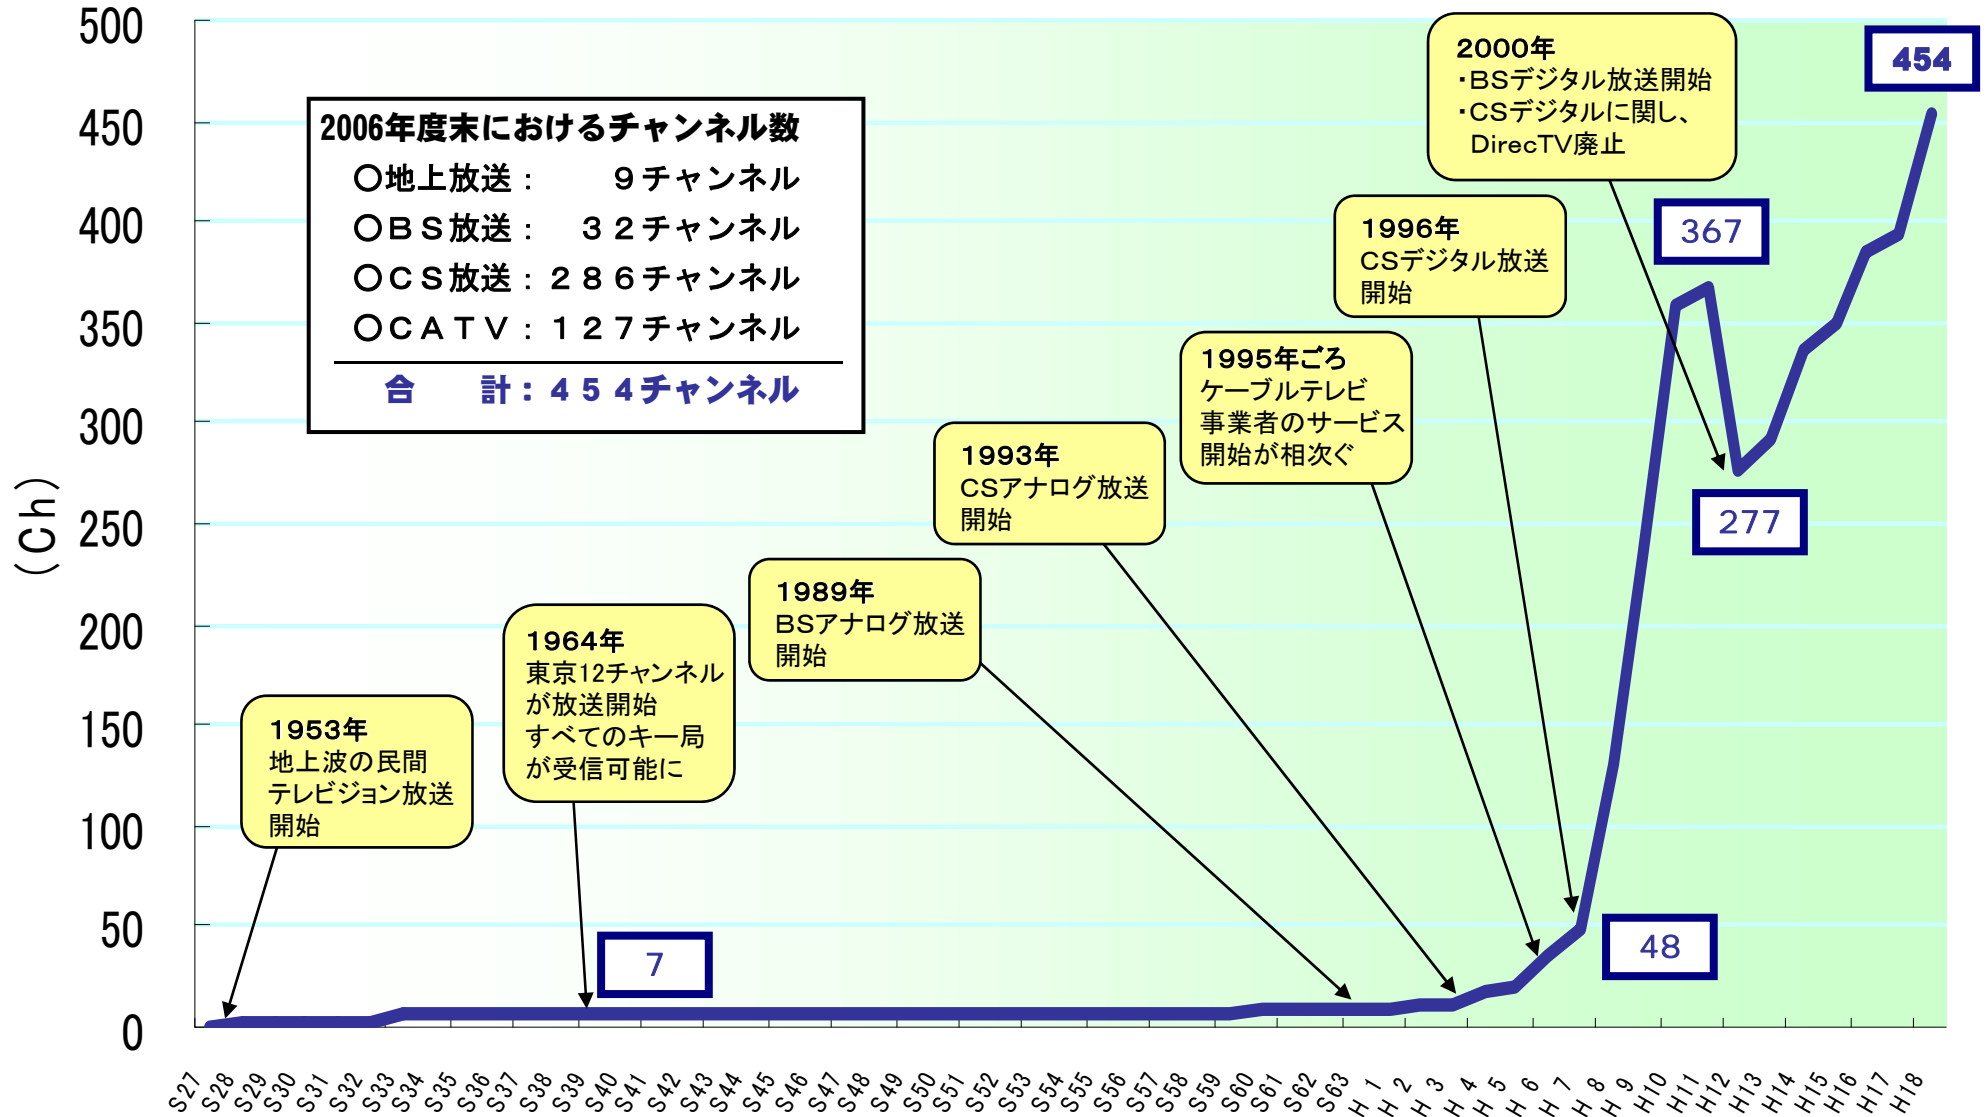 500
450
400
350
300
250
200
150
100
50
0
(Ch)
2006年度末におけるチャンネル数
○地上放送： 9チャンネル
○BS放送： 32チャンネル
○CS放送：286チャンネル
○CATV：127チャンネル
合　計：454チャンネル
1953年
地上波の民間
テレビジョン放送
開始
1964年
東京12チャンネル
が放送開始
すべてのキー局
が受信可能に
7
1989年
BSアナログ放送
開始
1993年
CSアナログ放送
開始
1995年ごろ
ケーブルテレビ
事業者のサービス
開始が相次ぐ
1996年
CSデジタル放送
開始
2000年
・BSデジタル放送開始
・CSデジタルに関し、
DirecTV廃止
48
367
277
454
S27 S28 S29 S30 S31 S32 S33 S34 S35 S36 S37 S38 S39 S40 S41 S42 S43 S44 S45 S46 S47 S48 S49 S50 S51 S52 S53 S54 S55 S56 S57 S58 S59 S60 S61 S62 S63 H 1 H 2 H 3 H 4 H 5 H 6 H 7 H 8 H 9 H10 H11 H12 H13 H14 H15 H16 H17 H18